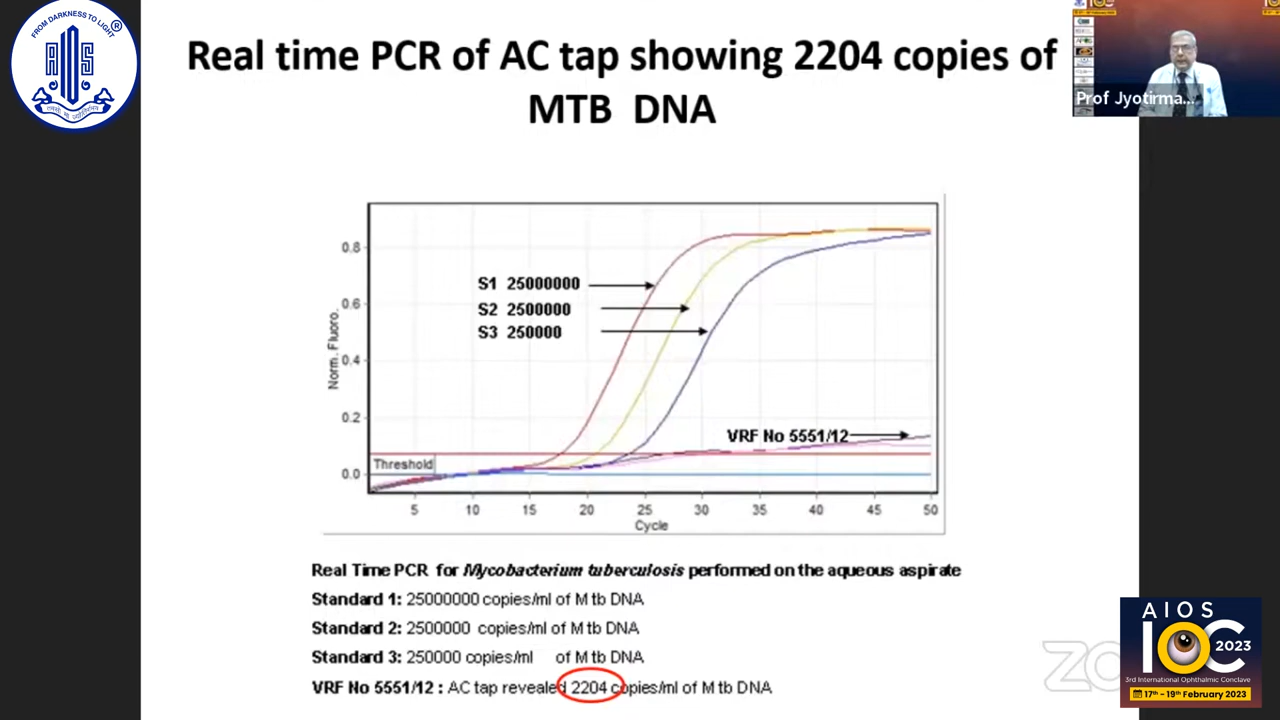 FROM DARKNESS TO LIGHT
®
AIOS
Real time PCR of AC tap showing 2204 copies of
MTB DNA
Prof Jyotirma...
Norm. Fluoro.
0.8
0.6
0.4
0.2
0.0
S1 25000000
S2 2500000
S3 250000
VRF No 5551/12
Threshold
5 10 15 20 25 30 35 40 45 50
Cycle
Real Time PCR for Mycobacterium tuberculosis performed on the aqueous aspirate
Standard 1: 25000000 copies/ml of M tb DNA
Standard 2: 2500000 copies/ml of M tb DNA
Standard 3: 250000 copies/ml of M tb DNA
VRF No 5551/12 : AC tap revealed 2204 copies/ml of M tb DNA
AIOS
IOC
2023
3rd International Ophthalmic Conclave
17th - 19th February 2023